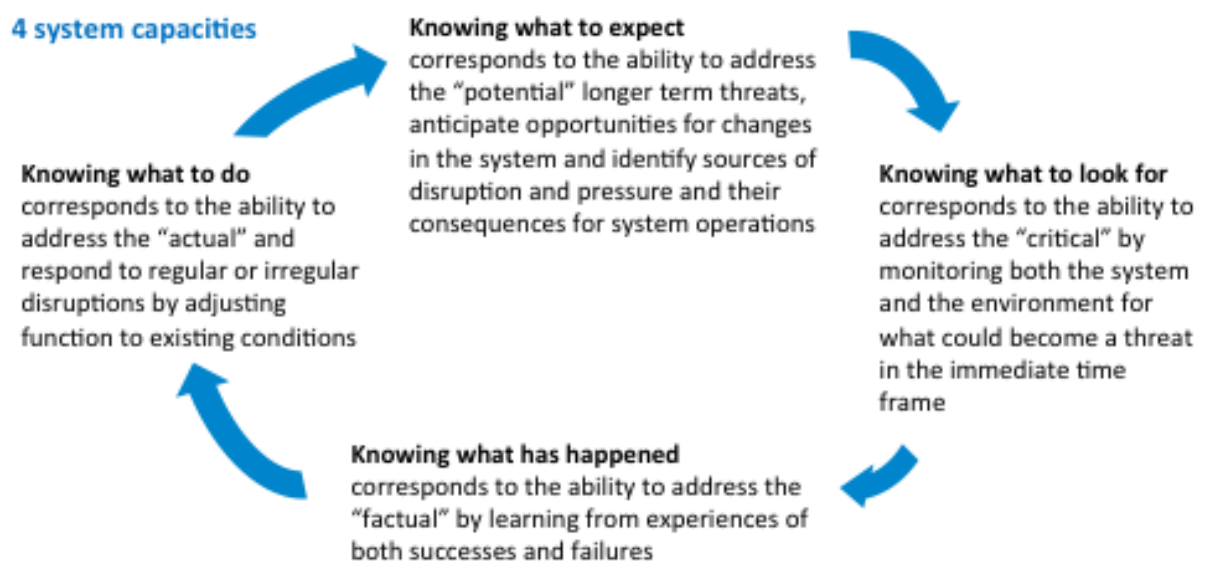 4 system capacities
Knowing what to expect
corresponds to the ability to address
the “potential” longer term threats,
anticipate opportunities for changes
in the system and identify sources of
disruption and pressure and their
consequences for system operations
Knowing what to look for
corresponds to the ability to
address the “critical” by
monitoring both the system
and the environment for
what could become a threat
in the immediate time
frame
Knowing what has happened
corresponds to the ability to address the
“factual” by learning from experiences of
both successes and failures
Knowing what to do
corresponds to the ability to
address the “actual” and
respond to regular or irregular
disruptions by adjusting
function to existing conditions